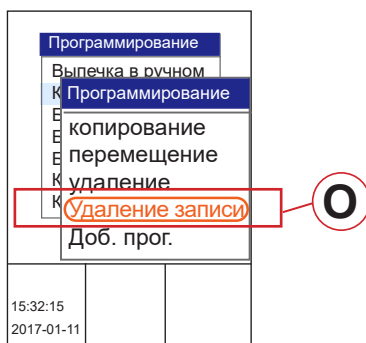 Программирование
Выпечка в ручном
К
Программирование
В
Е
В
К
К
копирование
перемещение
удаление
Удаление записи
Доб. прог.
О
15:32:15
2017-01-11